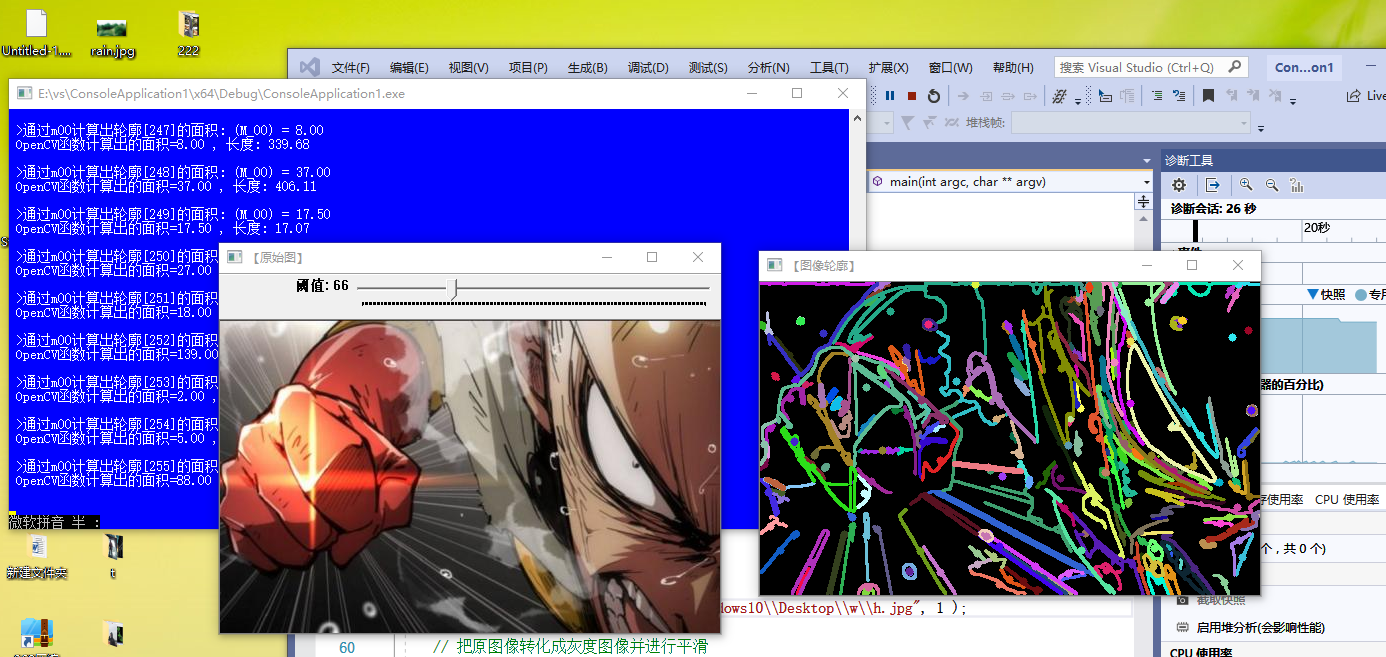 Untitled-1....
rain.jpg
222
文件(F) 编辑(E) 视图(V) 项目(P) 生成(B) 调试(D) 测试(S) 分析(N) 工具(T) 扩展(X) 窗口(W) 帮助(H) 搜索 Visual Studio (Ctrl+Q) Con...on1
E:\vs\ConsoleApplication1\x64\Debug\ConsoleApplication1.exe
Live
堆栈帧:
>通过m00计算出轮廓[247]的面积: (M_00) = 8.00
OpenCV函数计算出的面积=8.00 , 长度: 339.68
>通过m00计算出轮廓[248]的面积: (M_00) = 37.00
OpenCV函数计算出的面积=37.00 , 长度: 406.11
>通过m00计算出轮廓[249]的面积: (M_00) = 17.50
OpenCV函数计算出的面积=17.50 , 长度: 17.07
>通过m00计算出轮廓[250]的面积
OpenCV函数计算出的面积=27.00
>通过m00计算出轮廓[251]的面积
OpenCV函数计算出的面积=18.00
>通过m00计算出轮廓[252]的面积
OpenCV函数计算出的面积=139.00
>通过m00计算出轮廓[253]的面积
OpenCV函数计算出的面积=2.00 ,
>通过m00计算出轮廓[254]的面积
OpenCV函数计算出的面积=5.00 ,
>通过m00计算出轮廓[255]的面积
OpenCV函数计算出的面积=88.00
微软拼音 半 :
main(int argc, char ** argv)
诊断工具
诊断会话: 26 秒
20秒
【原始图】
阈值: 66
【图像轮廓】
快照 专用
器的百分比)
存使用率 CPU 使用率
个，共 0 个)
截取快照
启用堆分析(会影响性能)
CPU 使用率
新建文件夹
t
dows10\\Desktop\\w\\h.jpg", 1 );
60 // 把原图像转化成灰度图像并进行平滑